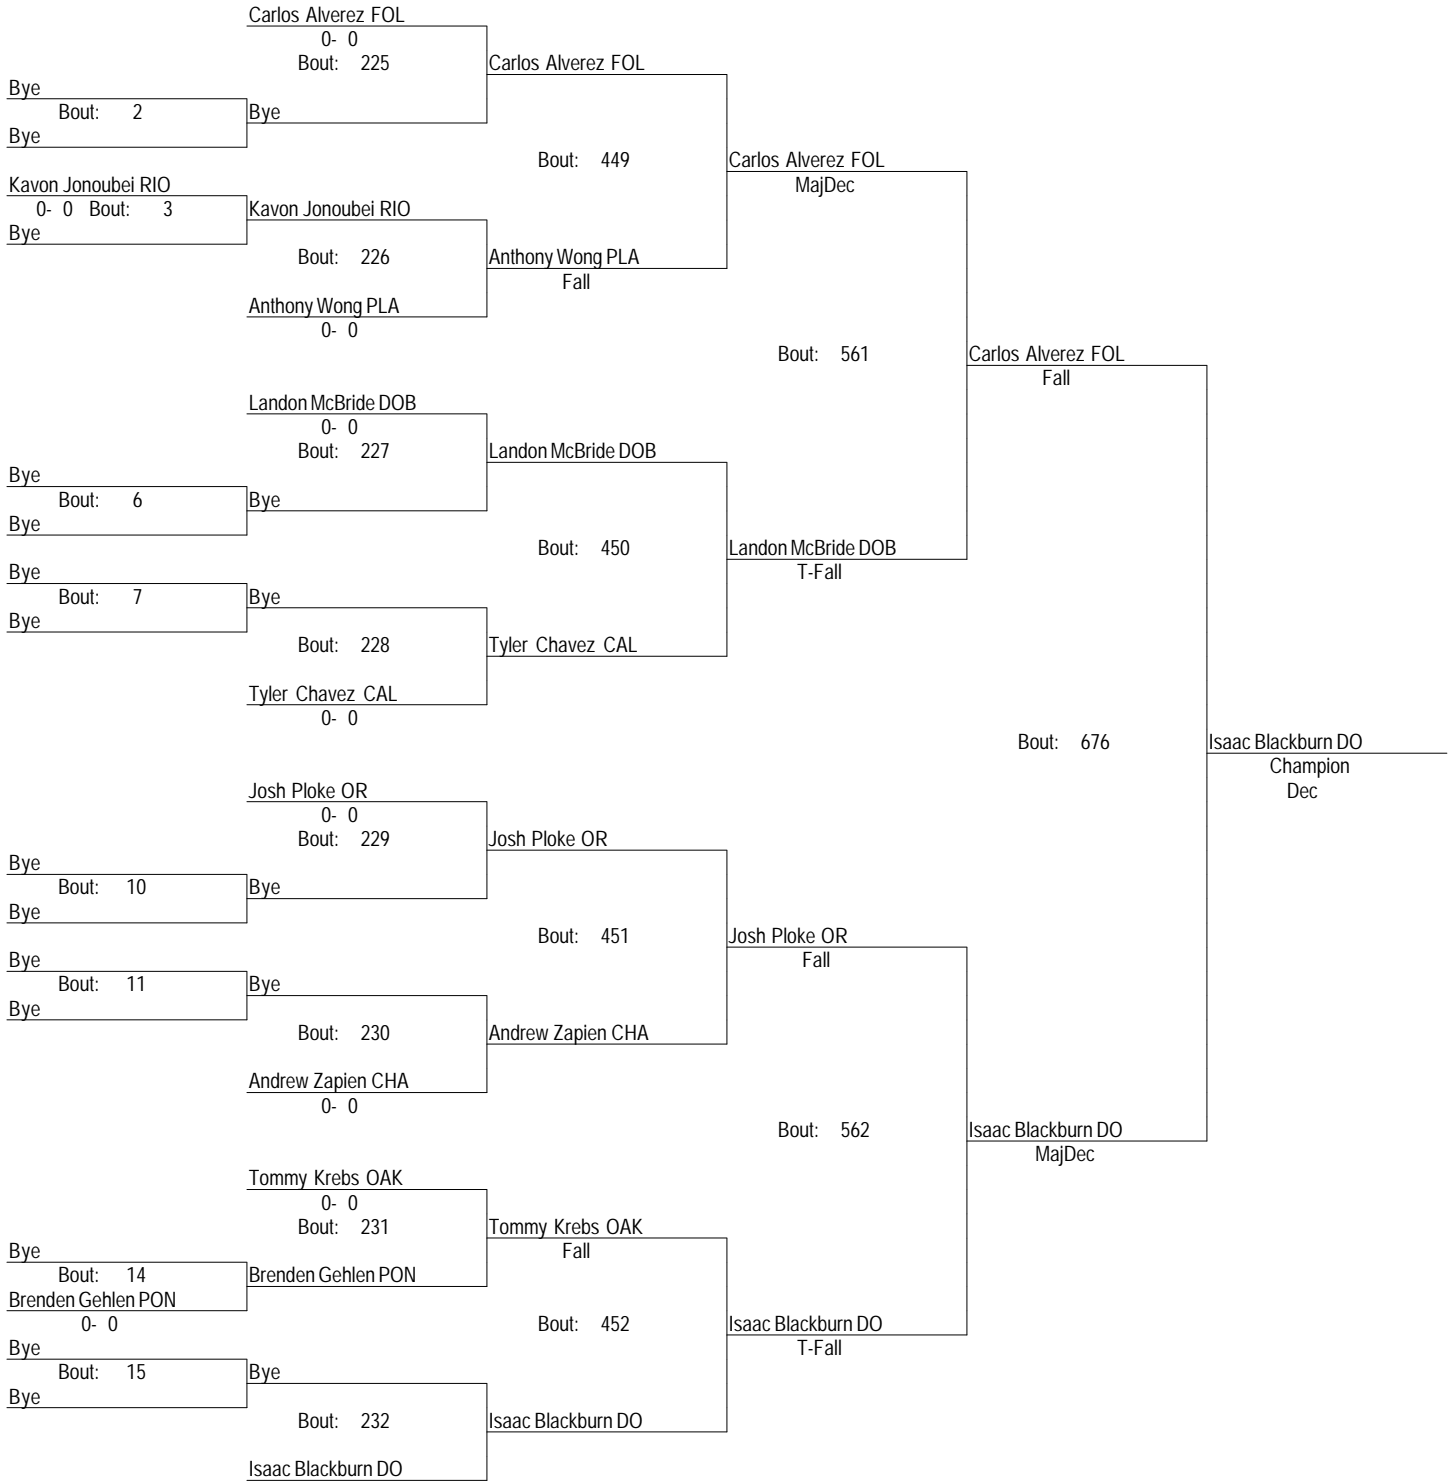 Carlos Alverez FOL
0- 0
Bout: 225
Carlos Alverez FOL
Bye
Bout: 2
Bye
Bye
Bout: 449
Carlos Alverez FOL
MajDec
Kavon Jonoubei RIO
0- 0 Bout: 3
Kavon Jonoubei RIO
Bye
Bout: 226
Anthony Wong PLA
Fall
Anthony Wong PLA
0- 0
Bout: 561
Carlos Alverez FOL
Fall
Landon McBride DOB
0- 0
Bout: 227
Landon McBride DOB
Bye
Bout: 6
Bye
Bye
Bout: 450
Landon McBride DOB
T-Fall
Bye
Bout: 7
Bye
Bye
Bout: 228
Tyler Chavez CAL
Tyler Chavez CAL
0- 0
Bout: 676
Isaac Blackburn DO
Champion
Dec
Josh Ploke OR
0- 0
Bout: 229
Josh Ploke OR
Bye
Bout: 10
Bye
Bye
Bout: 451
Josh Ploke OR
Fall
Bye
Bout: 11
Bye
Bye
Bout: 230
Andrew Zapien CHA
Andrew Zapien CHA
0- 0
Bout: 562
Isaac Blackburn DO
MajDec
Tommy Krebs OAK
0- 0
Bout: 231
Tommy Krebs OAK
Fall
Bye
Bout: 14
Brenden Gehlen PON
Brenden Gehlen PON
0- 0
Bout: 452
Isaac Blackburn DO
T-Fall
Bye
Bout: 15
Bye
Bye
Bout: 232
Isaac Blackburn DO
Isaac Blackburn DO